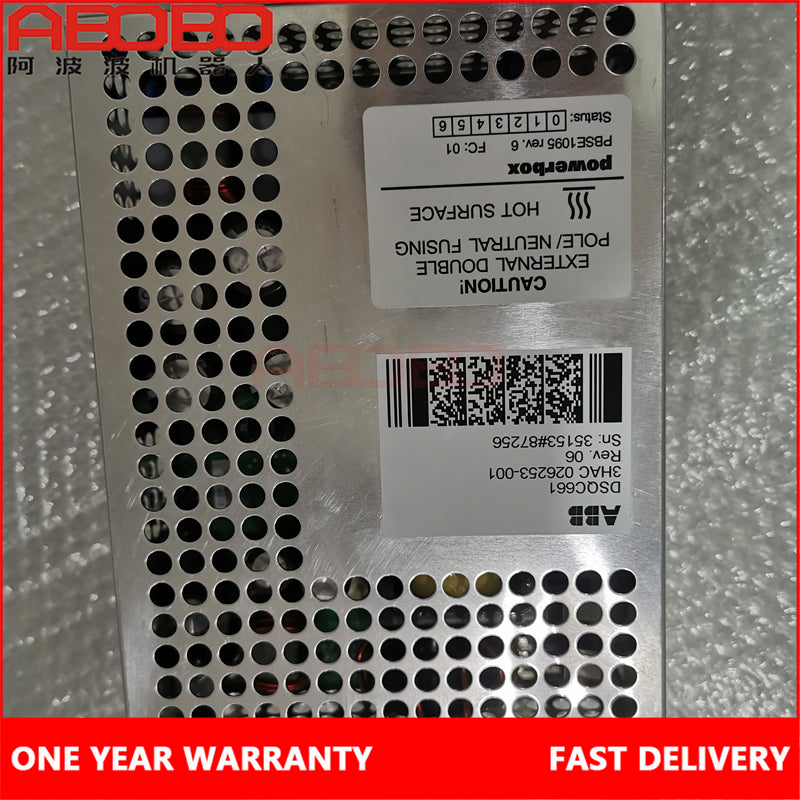 ABOBO
阿波波机器人
CAUTION!
EXTERNAL DOUBLE
POLE/ NEUTRAL FUSING
HOT SURFACE
powerbox
PBSE1095 rev. 6 FC: 01
Status: 0 1 2 3 4 5 6
ABB
DSQC661
3HAC 026253-001
Rev. 06
Sn: 35153#87256
ABOBO
ONE YEAR WARRANTY
FAST DELIVERY